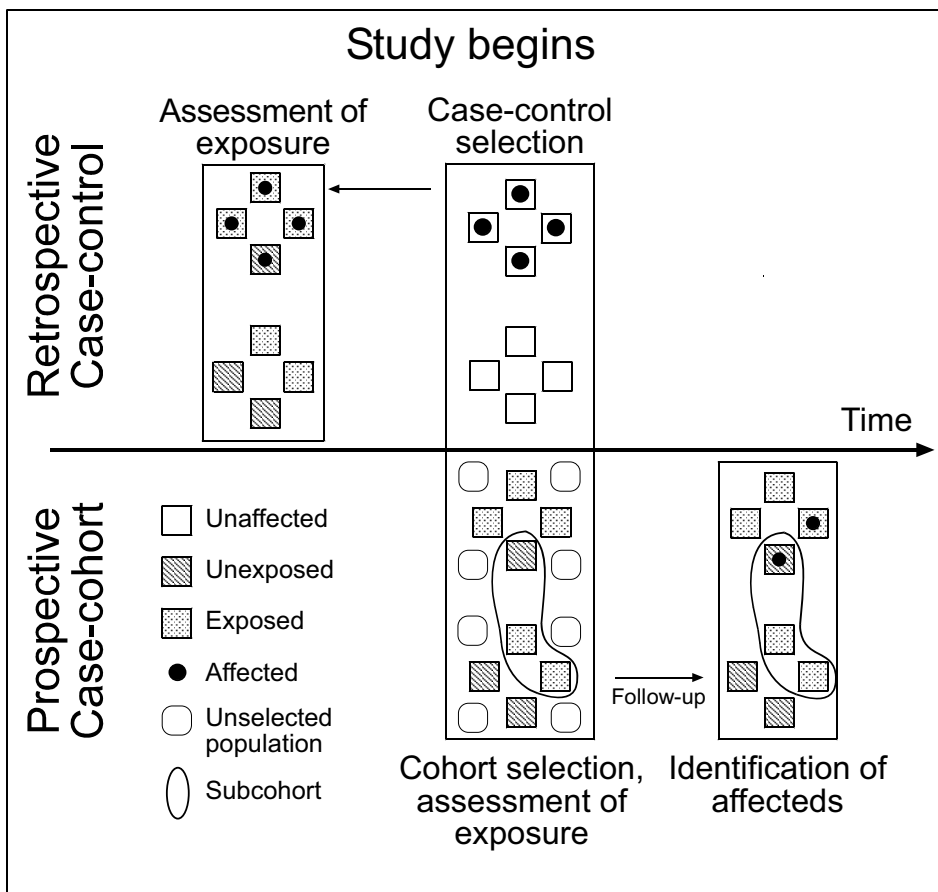 Study begins
Assessment of
exposure
Case-control
selection
Retrospective
Case-control
Time
Prospective
Case-cohort
Unaffected
Unexposed
Exposed
Affected
Unselected
population
Subcohort
Follow-up
Cohort selection,
assessment of
exposure
Identification of
affecteds